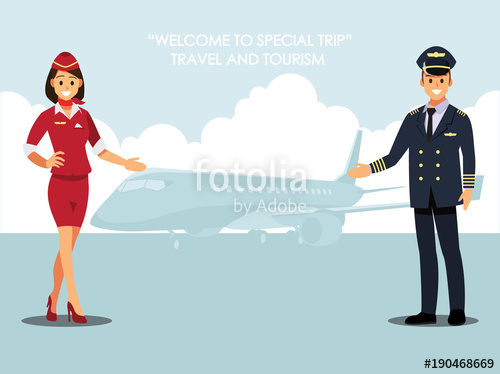 "WELCOME TO SPECIAL TRIP"
TRAVEL AND TOURISM
fotolia
by Adobe
#190468669